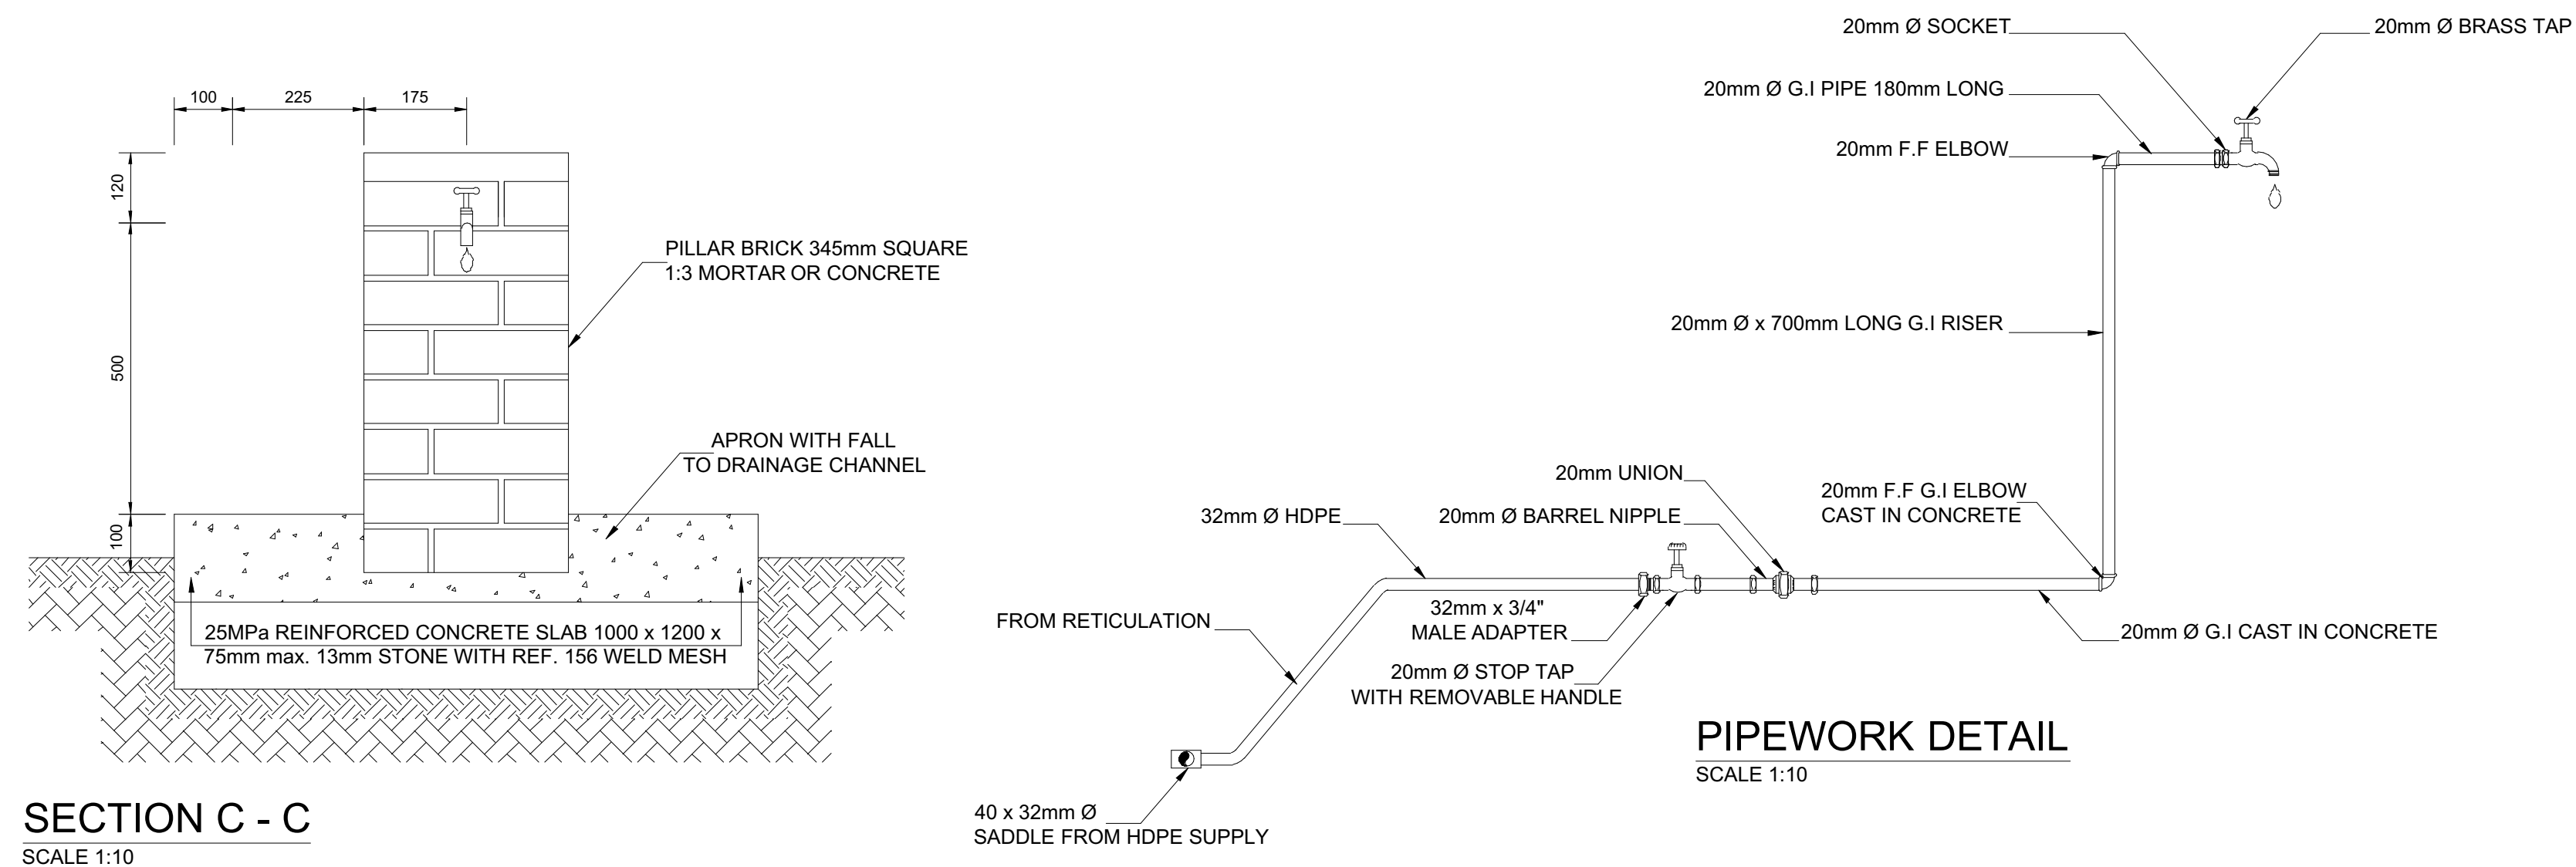 100
225
175
120
500
100
PILLAR BRICK 345mm SQUARE
1:3 MORTAR OR CONCRETE
APRON WITH FALL
TO DRAINAGE CHANNEL
25MPa REINFORCED CONCRETE SLAB 1000 x 1200 x
75mm max. 13mm STONE WITH REF. 156 WELD MESH
SECTION C - C
SCALE 1:10
20mm Ø SOCKET
20mm Ø BRASS TAP
20mm Ø G.I PIPE 180mm LONG
20mm F.F ELBOW
20mm Ø x 700mm LONG G.I RISER
20mm UNION
20mm F.F G.I ELBOW
CAST IN CONCRETE
32mm Ø HDPE
20mm Ø BARREL NIPPLE
FROM RETICULATION
32mm x 3/4"
MALE ADAPTER
20mm Ø G.I CAST IN CONCRETE
20mm Ø STOP TAP
WITH REMOVABLE HANDLE
40 x 32mm Ø
SADDLE FROM HDPE SUPPLY
PIPEWORK DETAIL
SCALE 1:10